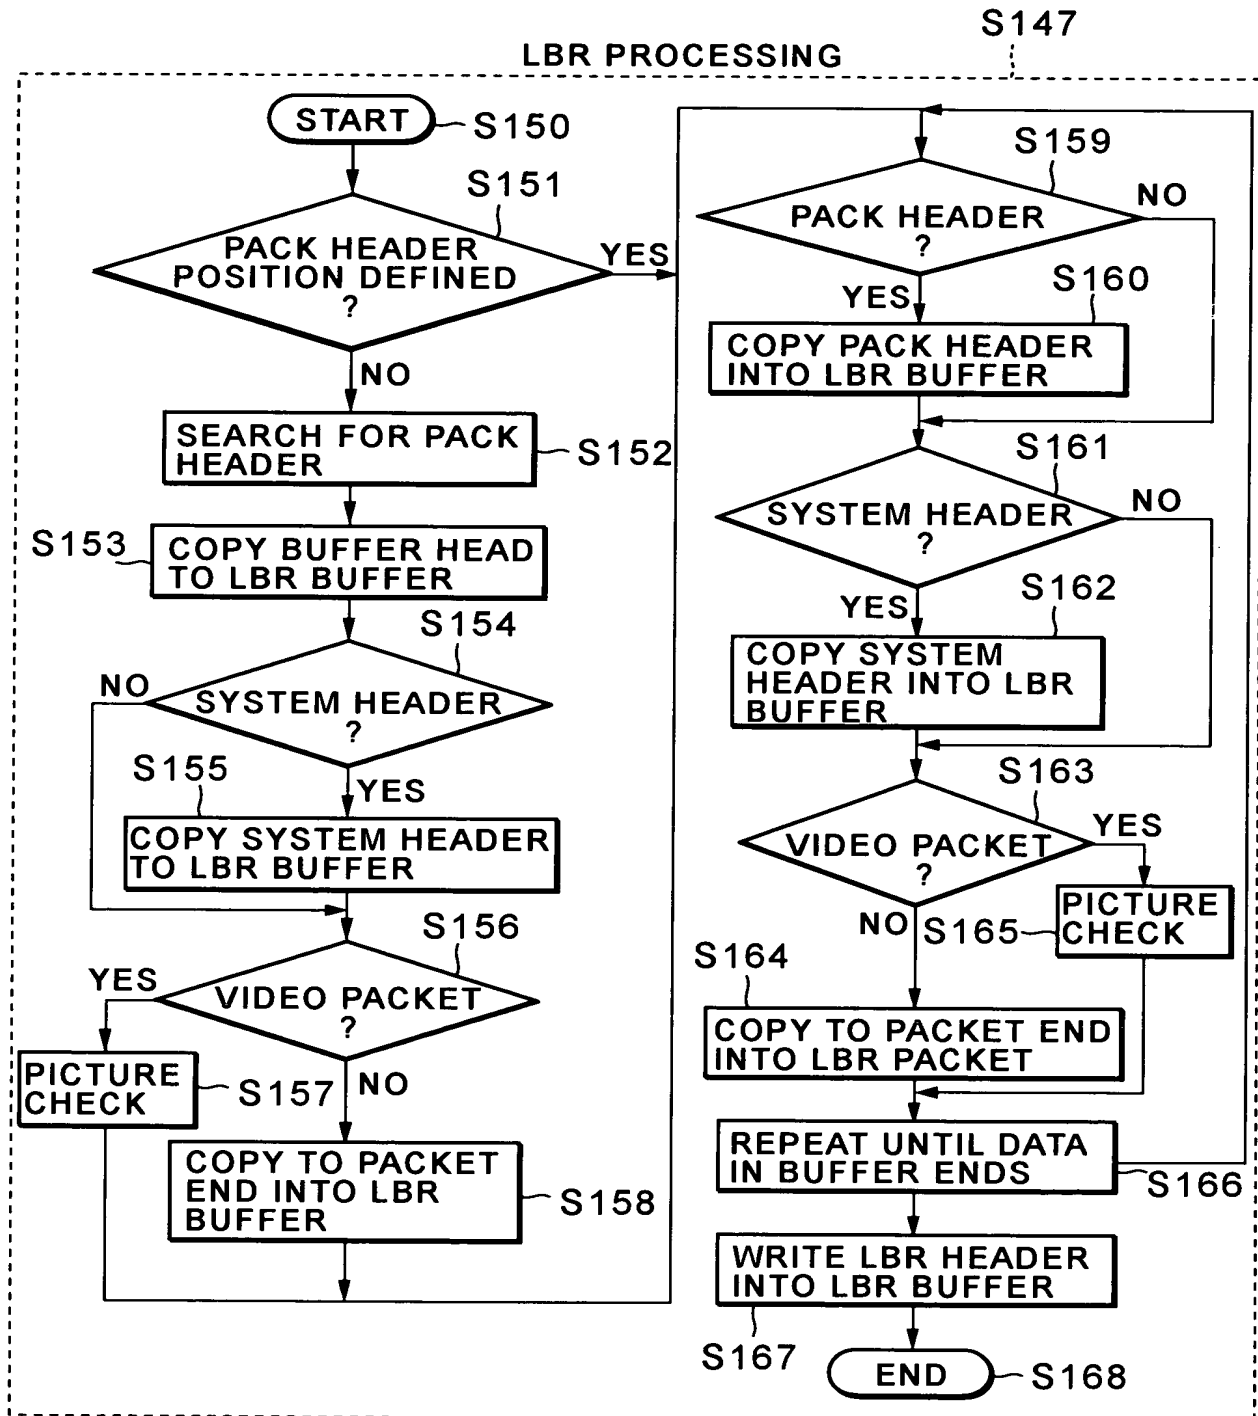 S147
LBR PROCESSING
START
S150
S151
PACK HEADER
POSITION DEFINED
?
YES
NO
SEARCH FOR PACK
HEADER
S152
S153
COPY BUFFER HEAD
TO LBR BUFFER
S154
NO
SYSTEM HEADER
?
S155
YES
COPY SYSTEM HEADER
TO LBR BUFFER
S156
YES
VIDEO PACKET
?
PICTURE
CHECK
S157
NO
COPY TO PACKET
END INTO LBR
BUFFER
S158
S159
NO
PACK HEADER
?
YES
S160
COPY PACK HEADER
INTO LBR BUFFER
S161
NO
SYSTEM HEADER
?
YES
S162
COPY SYSTEM
HEADER INTO LBR
BUFFER
S163
YES
VIDEO PACKET
?
NO
S165
PICTURE
CHECK
S164
COPY TO PACKET END
INTO LBR PACKET
REPEAT UNTIL DATA
IN BUFFER ENDS
S166
WRITE LBR HEADER
INTO LBR BUFFER
S167
END
S168